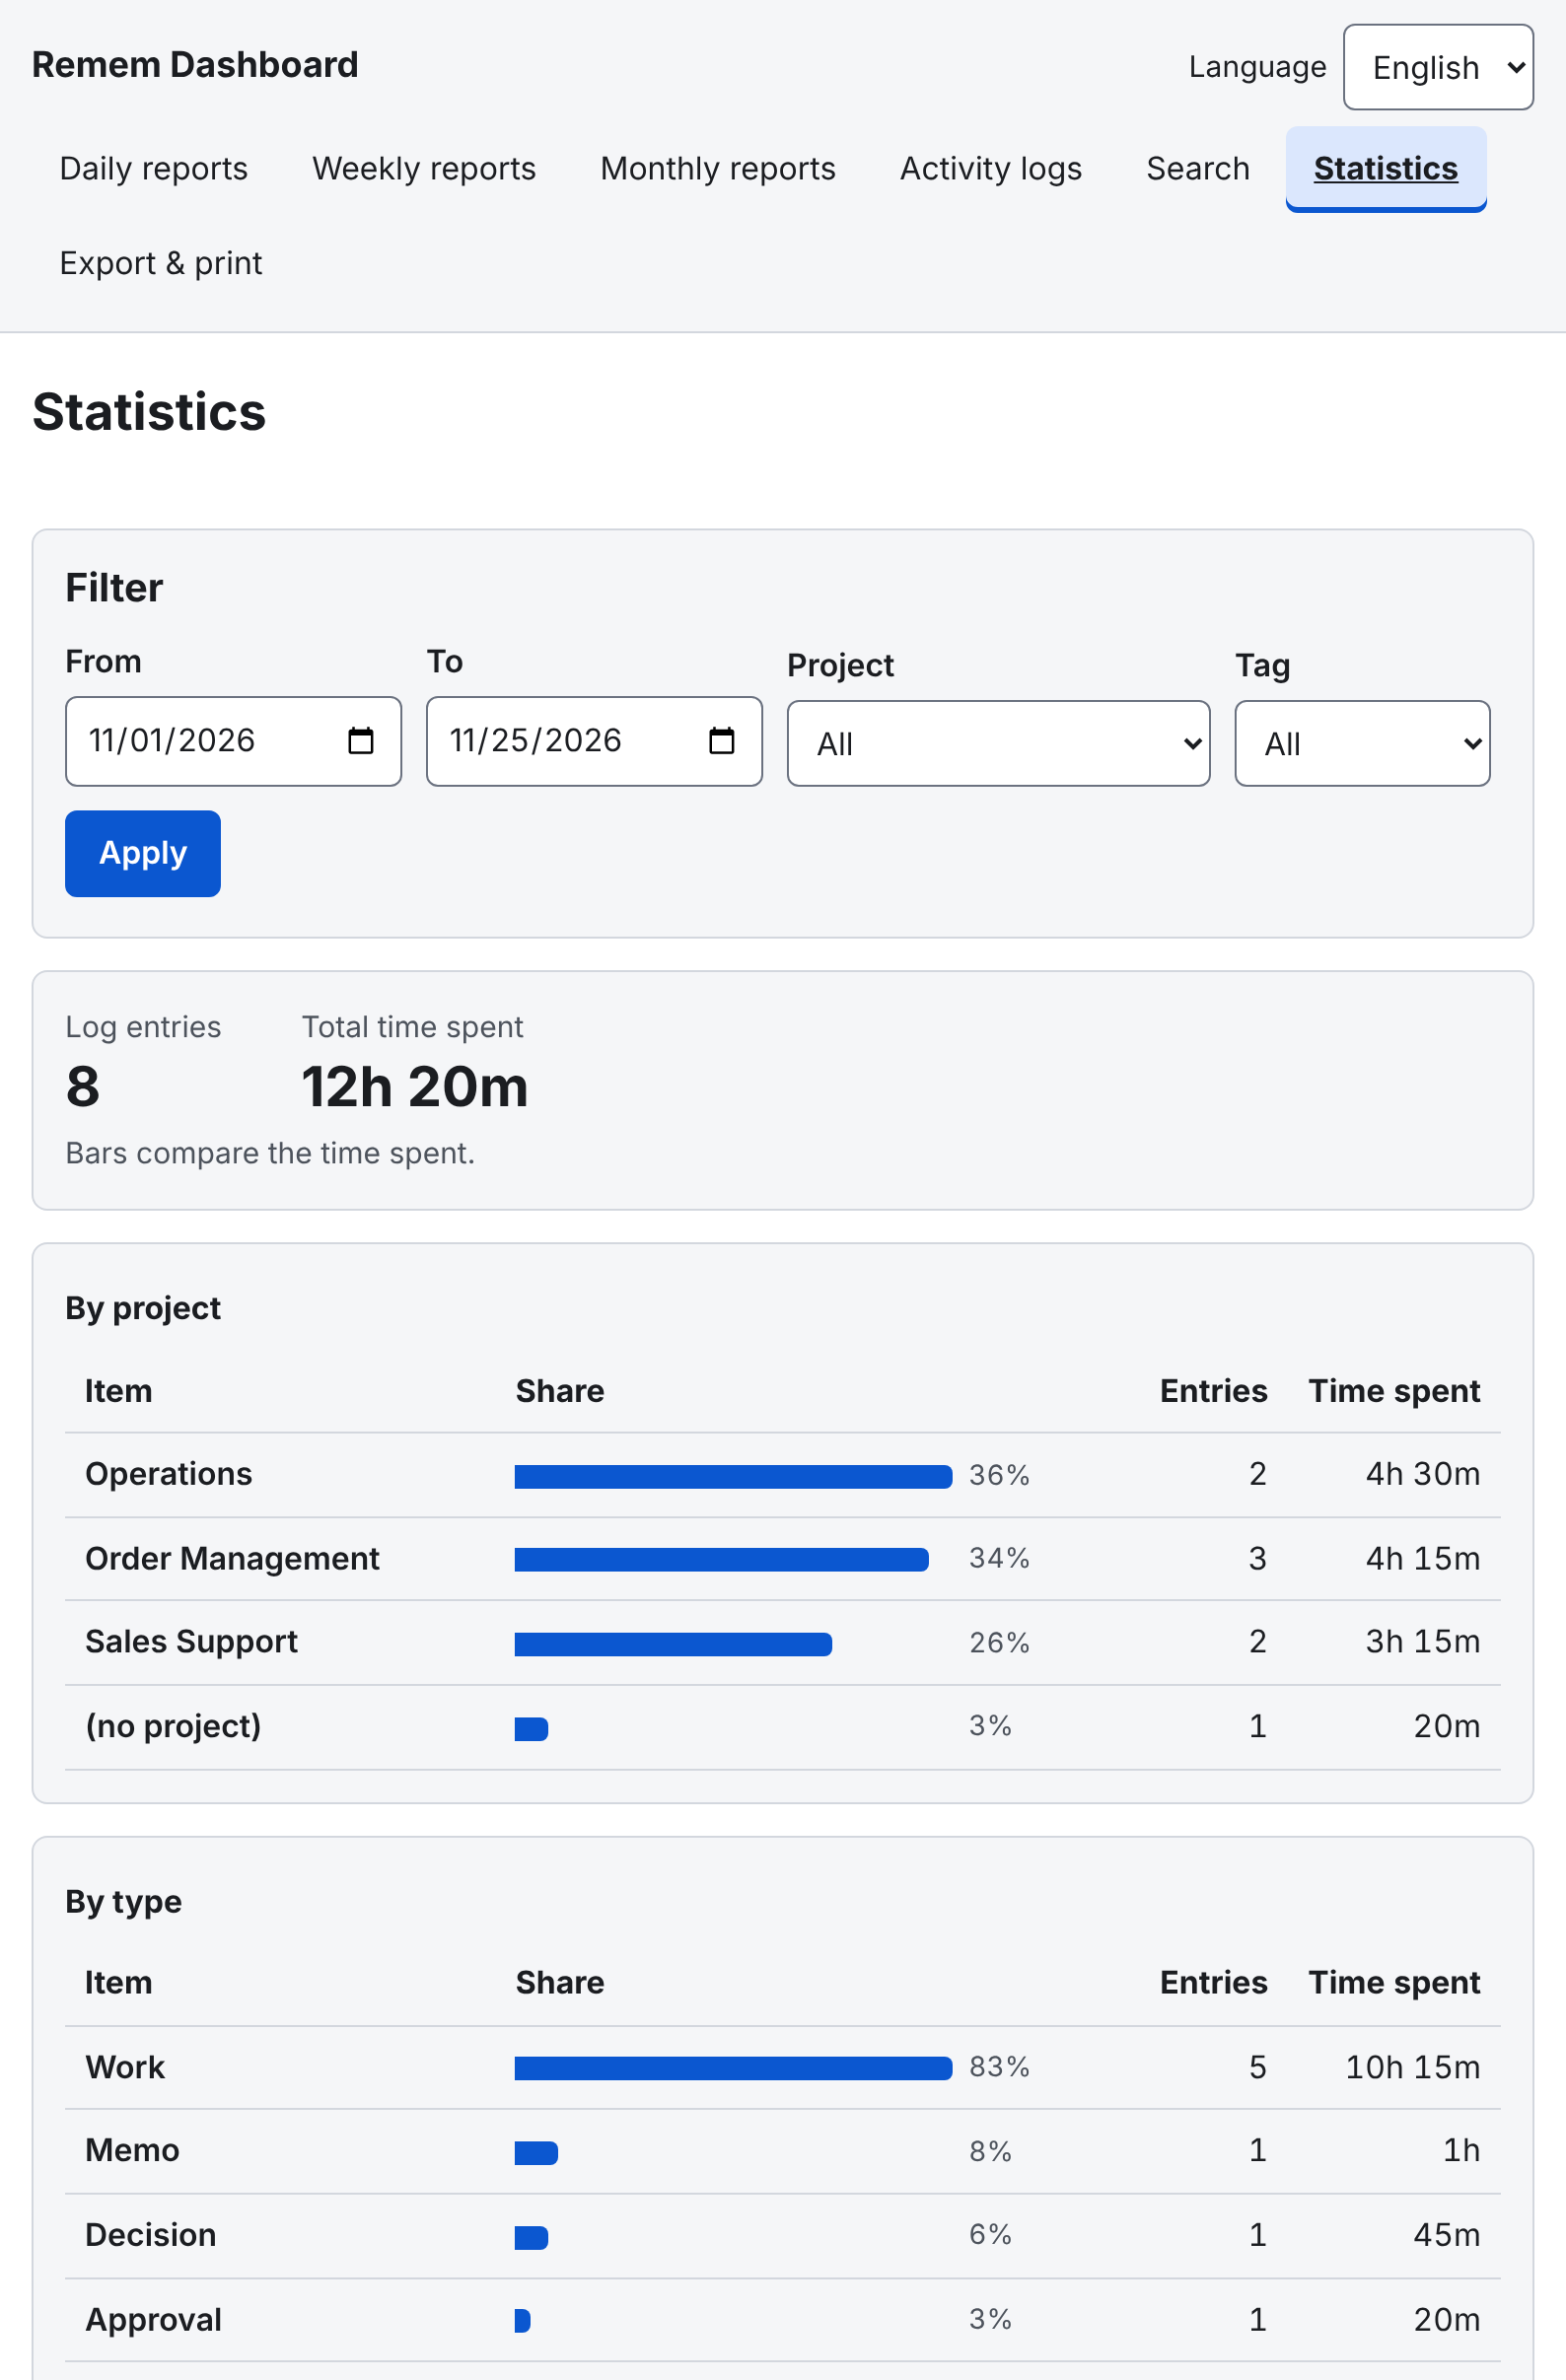 Remem Dashboard
Language English
Daily reports Weekly reports Monthly reports Activity logs Search Statistics
Export & print
Statistics
Filter
From To Project Tag
11/01/2026 11/25/2026 All All
Apply
Log entries Total time spent
8 12h 20m
Bars compare the time spent.
By project
Item Share Entries Time spent
Operations 36% 2 4h 30m
Order Management 34% 3 4h 15m
Sales Support 26% 2 3h 15m
(no project) 3% 1 20m
By type
Item Share Entries Time spent
Work 83% 5 10h 15m
Memo 8% 1 1h
Decision 6% 1 45m
Approval 3% 1 20m